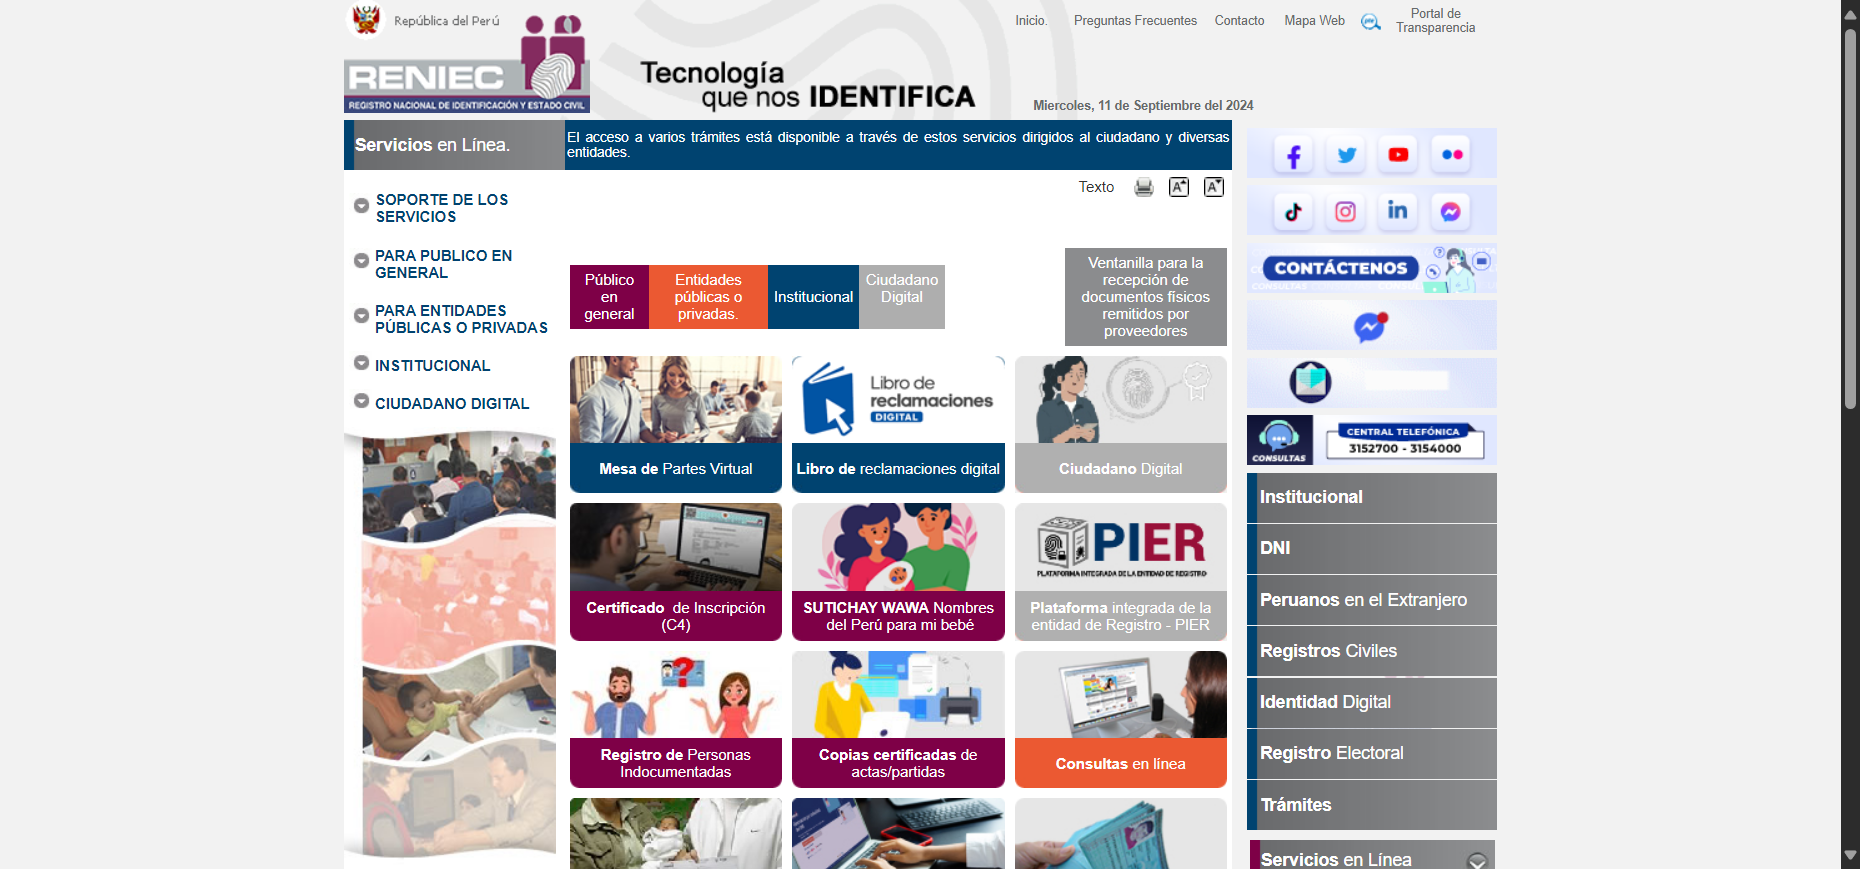 República del Perú
RENIEC
REGISTRO NACIONAL DE IDENTIFICACIÓN Y ESTADO CIVIL
Tecnología
que nos IDENTIFICA
Inicio.
Preguntas Frecuentes
Contacto
Mapa Web
Portal de
Transparencia
Miercoles, 11 de Septiembre del 2024
Servicios en Línea.
El acceso a varios trámites está disponible a través de estos servicios dirigidos al ciudadano y diversas
entidades.
Texto
A
A
SOPORTE DE LOS
SERVICIOS
PARA PUBLICO EN
GENERAL
PARA ENTIDADES
PÚBLICAS O PRIVADAS
INSTITUCIONAL
CIUDADANO DIGITAL
Público
en
general
Entidades
públicas o
privadas.
Institucional
Ciudadano
Digital
Ventanilla para la
recepción de
documentos físicos
remitidos por
proveedores
Mesa de Partes Virtual
Libro de
reclamaciones
DIGITAL
Libro de reclamaciones digital
Ciudadano Digital
Certificado de Inscripción
(C4)
SUTICHAY WAWA Nombres
del Perú para mi bebé
PIER
PLATAFORMA INTEGRADA DE LA ENTIDAD DE REGISTRO
Plataforma integrada de la
entidad de Registro - PIER
?
Registro de Personas
Indocumentadas
Copias certificadas de
actas/partidas
Consultas en línea
CONTÁCTENOS
CONSULTAS
CENTRAL TELEFÓNICA
3152700 - 3154000
CONSULTAS
Institucional
DNI
Peruanos en el Extranjero
Registros Civiles
Identidad Digital
Registro Electoral
Trámites
Servicios en Línea